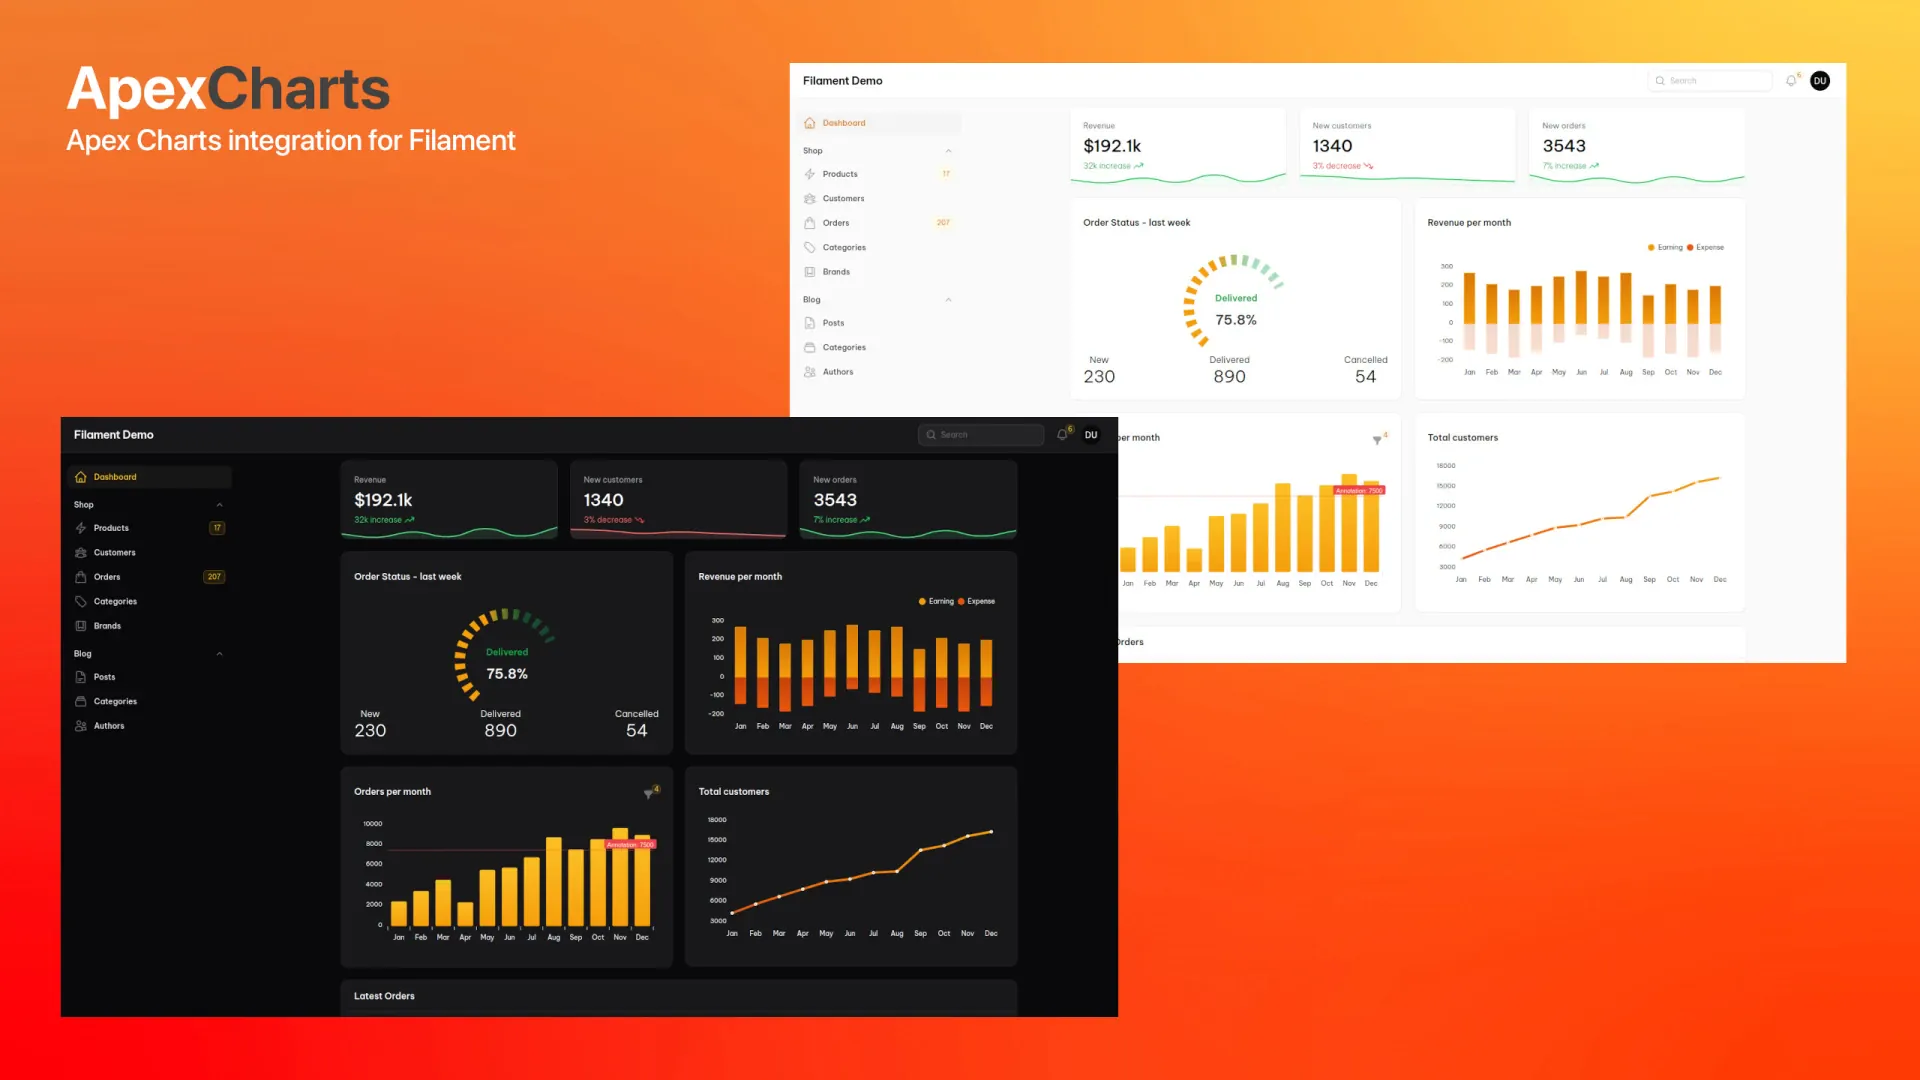 ApexCharts
Apex Charts integration for Filament
Filament Demo
Search
6
DU
Dashboard
Shop
Products 17
Customers
Orders 207
Categories
Brands
Blog
Posts
Categories
Authors
Revenue
$192.1k
32k increase
New customers
1340
3% decrease
New orders
3543
7% increase
Order Status - last week
Delivered
75.8%
New Delivered Cancelled
230 890 54
Revenue per month
Earning Expense
300
200
100
0
-100
-200
Jan Feb Mar Apr May Jun Jul Aug Sep Oct Nov Dec
per month
4
Annotation: 7500
Jan Feb Mar Apr May Jun Jul Aug Sep Oct Nov Dec
Total customers
18000
15000
12000
9000
6000
3000
Jan Feb Mar Apr May Jun Jul Aug Sep Oct Nov Dec
Orders
Filament Demo
Search
6
DU
Dashboard
Shop
Products 17
Customers
Orders 207
Categories
Brands
Blog
Posts
Categories
Authors
Revenue
$192.1k
32k increase
New customers
1340
3% decrease
New orders
3543
7% increase
Order Status - last week
Delivered
75.8%
New Delivered Cancelled
230 890 54
Revenue per month
Earning Expense
300
200
100
0
-100
-200
Jan Feb Mar Apr May Jun Jul Aug Sep Oct Nov Dec
Orders per month
4
10000
8000
6000
4000
2000
0
Annotation: 7500
Jan Feb Mar Apr May Jun Jul Aug Sep Oct Nov Dec
Total customers
18000
15000
12000
9000
6000
3000
Jan Feb Mar Apr May Jun Jul Aug Sep Oct Nov Dec
Latest Orders